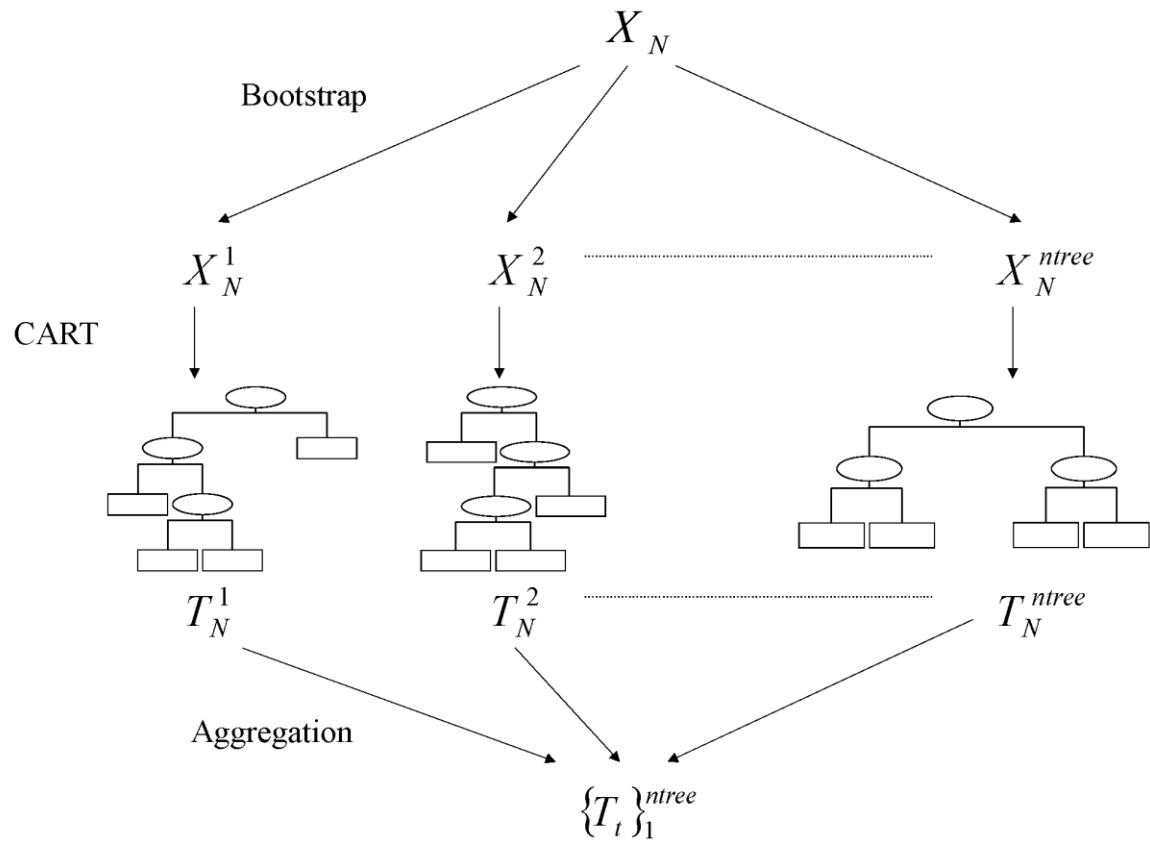 X_N
Bootstrap
X_N^1 X_N^2 X_N^{ntree}
CART
T_N^1 T_N^2 T_N^{ntree}
Aggregation
{T_t}_1^{ntree}